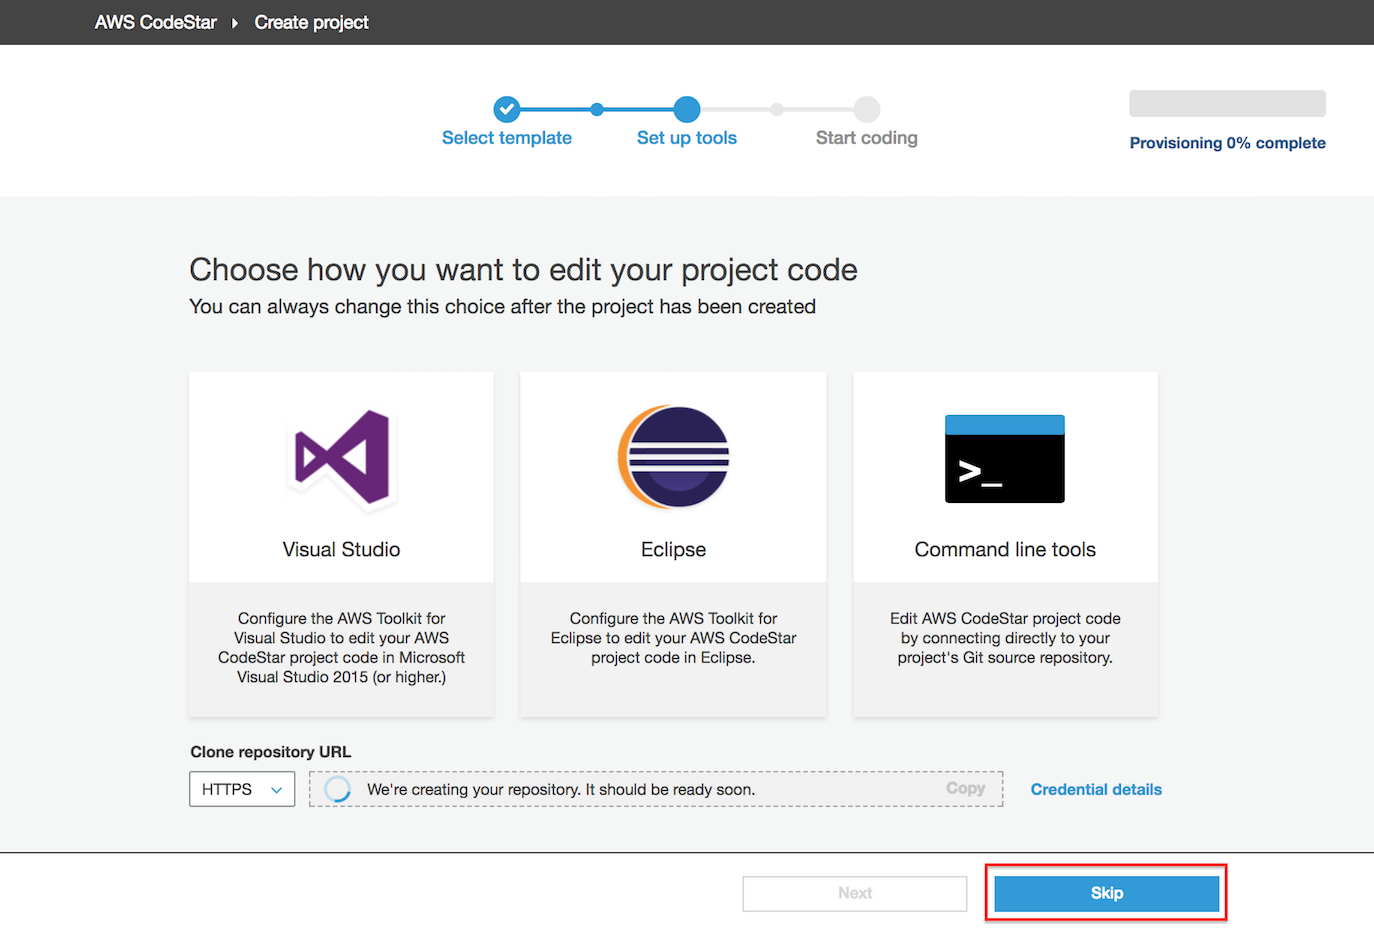 AWS CodeStar ▸ Create project
Select template
Set up tools
Start coding
Provisioning 0% complete
Choose how you want to edit your project code
You can always change this choice after the project has been created
Visual Studio
Configure the AWS Toolkit for
Visual Studio to edit your AWS
CodeStar project code in Microsoft
Visual Studio 2015 (or higher.)
Eclipse
Configure the AWS Toolkit for
Eclipse to edit your AWS CodeStar
project code in Eclipse.
>_
Command line tools
Edit AWS CodeStar project code
by connecting directly to your
project's Git source repository.
Clone repository URL
HTTPS
We're creating your repository. It should be ready soon.
Copy
Credential details
Next
Skip